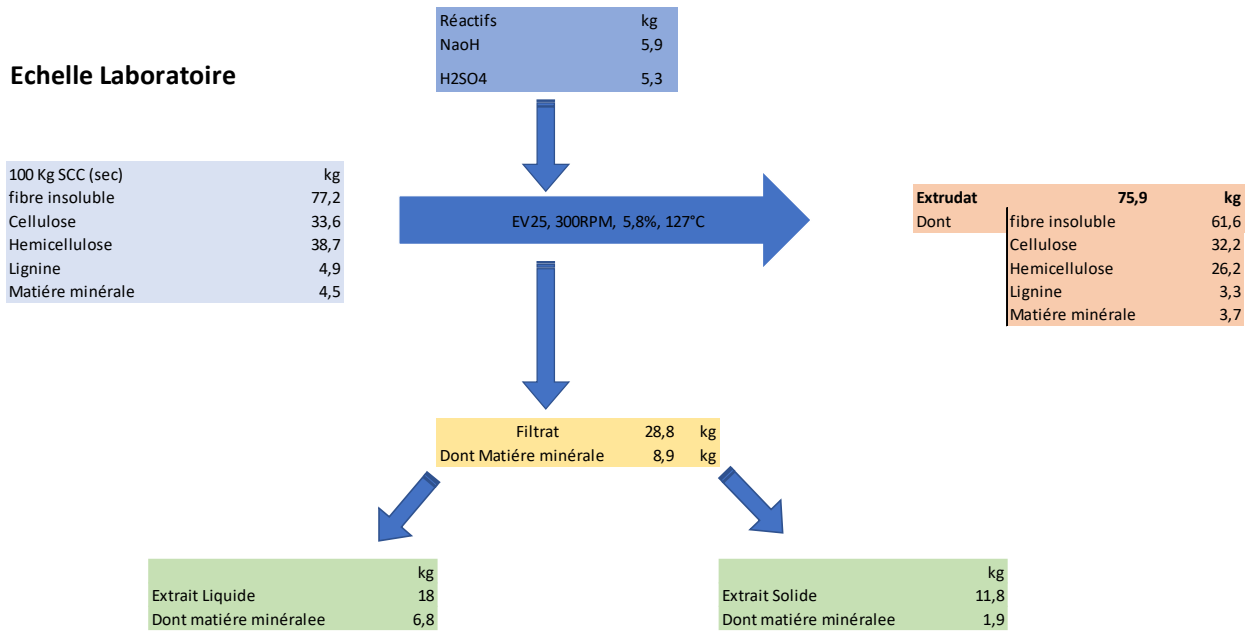 Réactifs kg
NaoH 5,9
H2SO4 5,3
Echelle Laboratoire
100 Kg SCC (sec) kg
fibre insoluble 77,2
Cellulose 33,6
Hemicellulose 38,7
Lignine 4,9
Matiére minérale 4,5
EV25, 300RPM, 5,8%, 127°C
Extrudat 75,9 kg
Dont fibre insoluble 61,6
Cellulose 32,2
Hemicellulose 26,2
Lignine 3,3
Matiére minérale 3,7
Filtrat 28,8 kg
Dont Matiére minérale 8,9 kg
kg
Extrait Liquide 18
Dont matiére minéralee 6,8
kg
Extrait Solide 11,8
Dont matiére minéralee 1,9